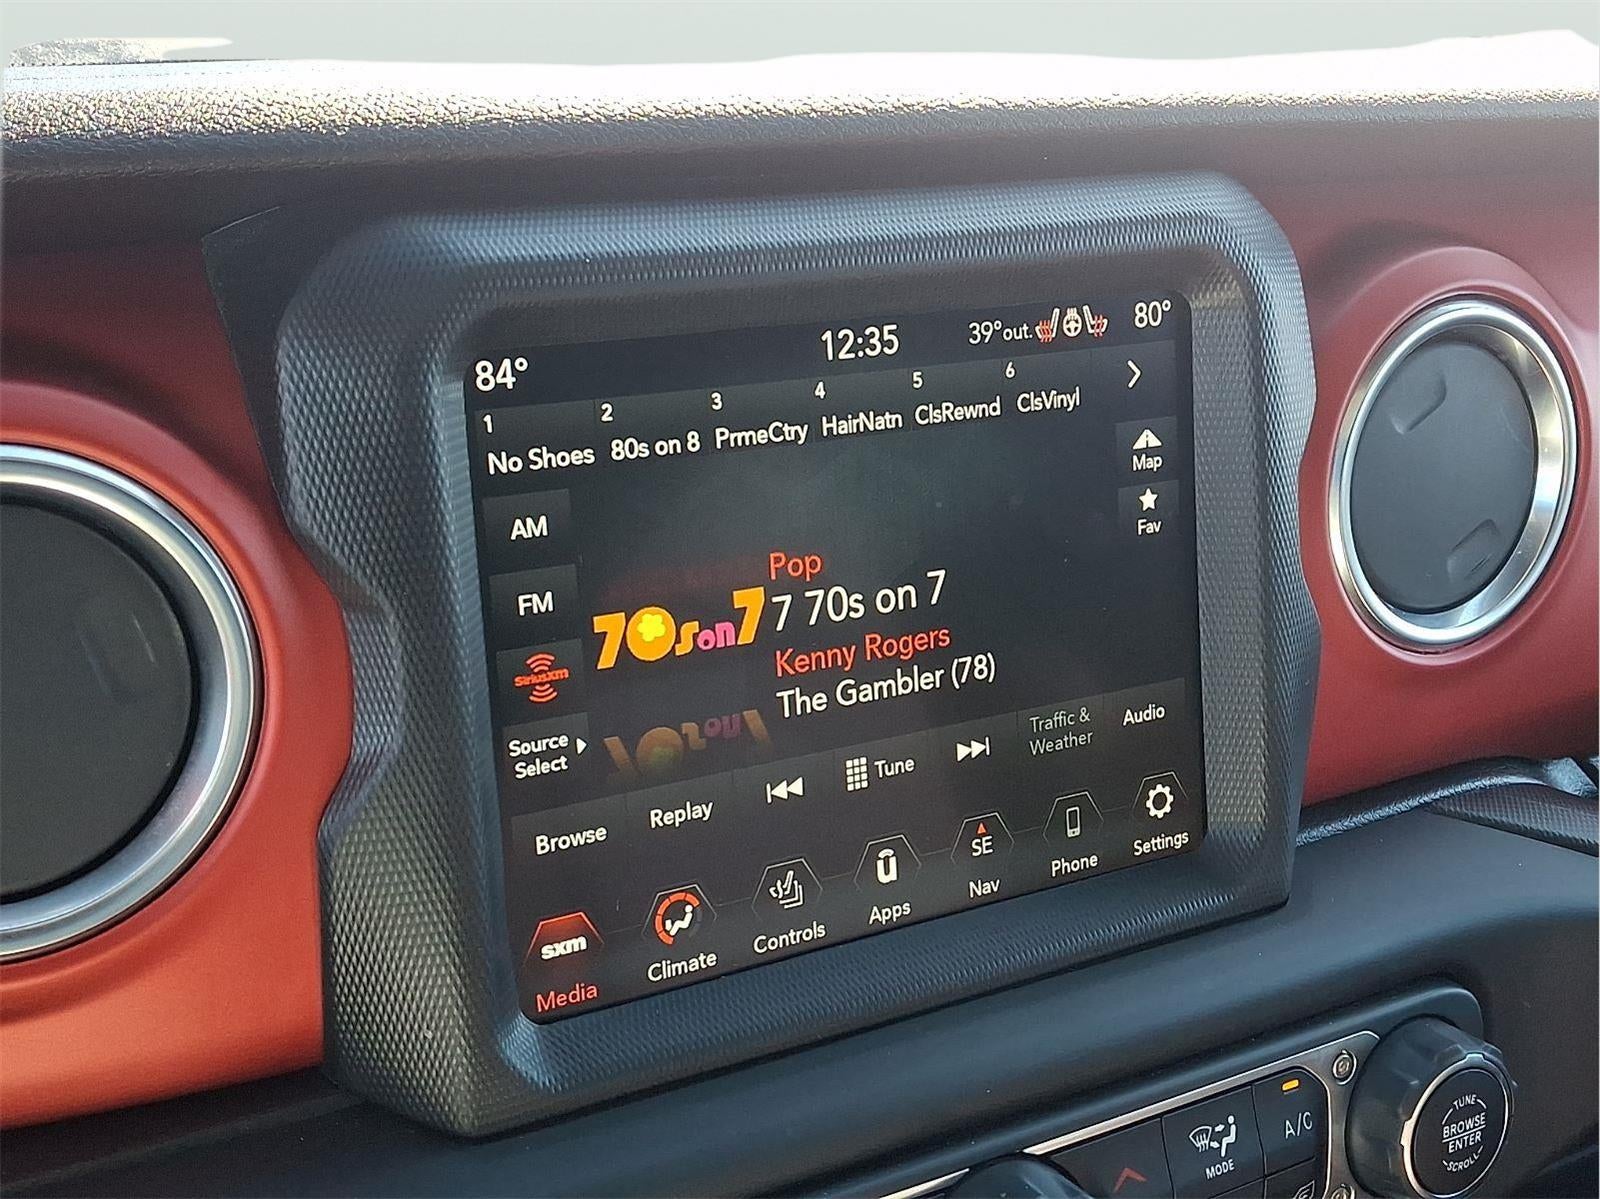 84°
12:35
39°out.
80°
1
2
3
4
5
6
No Shoes
80s on 8
PrmeCtry
HairNatn
ClsRewnd
ClsVinyl
Map
AM
Fav
FM
Pop
70s on 7
7 70s on 7
Kenny Rogers
The Gambler (78)
siriusxm
Source
Select
Browse
Replay
Tune
Traffic &
Weather
Audio
sxm
Media
Climate
Controls
u
Apps
SE
Nav
Phone
Settings
MODE
A/C
TUNE
BROWSE
ENTER
SCROLL